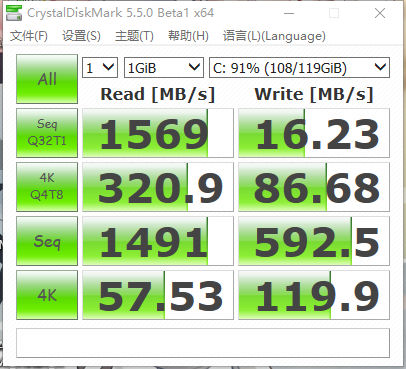 CrystalDiskMark 5.5.0 Beta1 x64
文件(F) 设置(S) 主题(T) 帮助(H) 语言(L)(Language)
All 1 1GiB C: 91% (108/119GiB)
Read [MB/s] Write [MB/s]
Seq Q32T1 1569 16.23
4K Q4T8 320.9 86.68
Seq 1491 592.5
4K 57.53 119.9